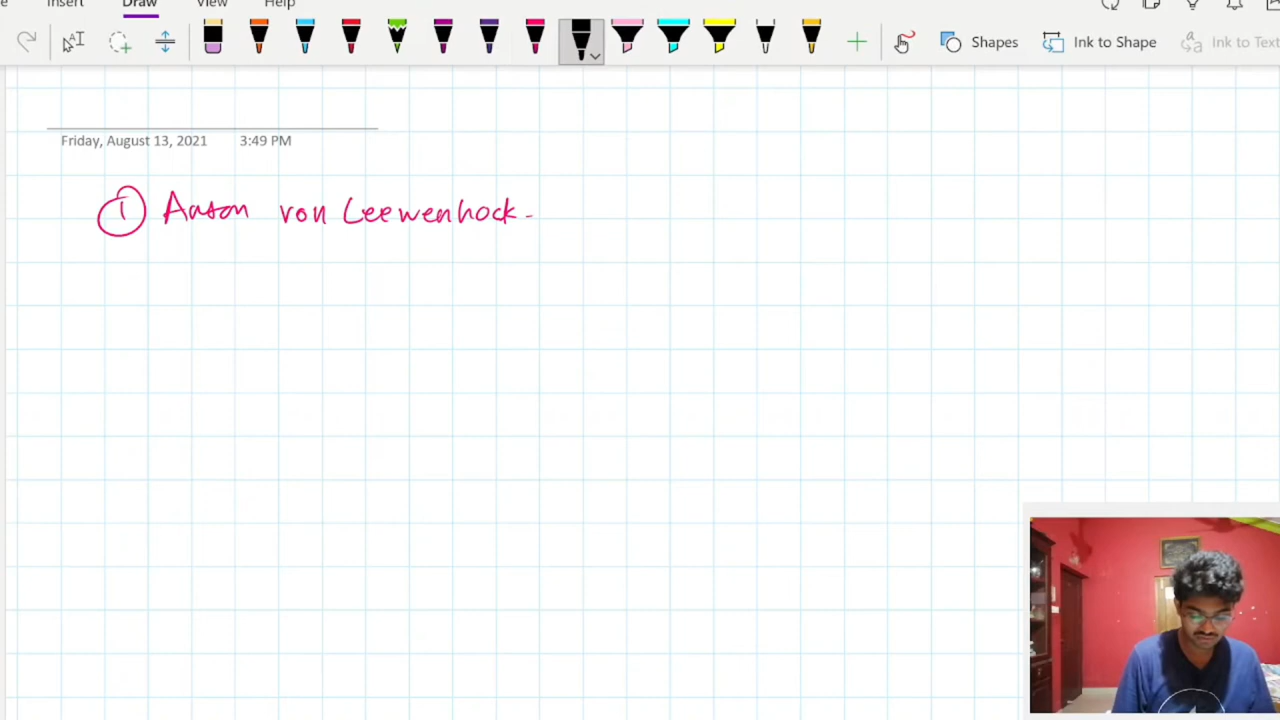 Insert Draw View Help
Shapes Ink to Shape Ink to Text
Friday, August 13, 2021 3:49 PM
① Anton von Leewenhock -